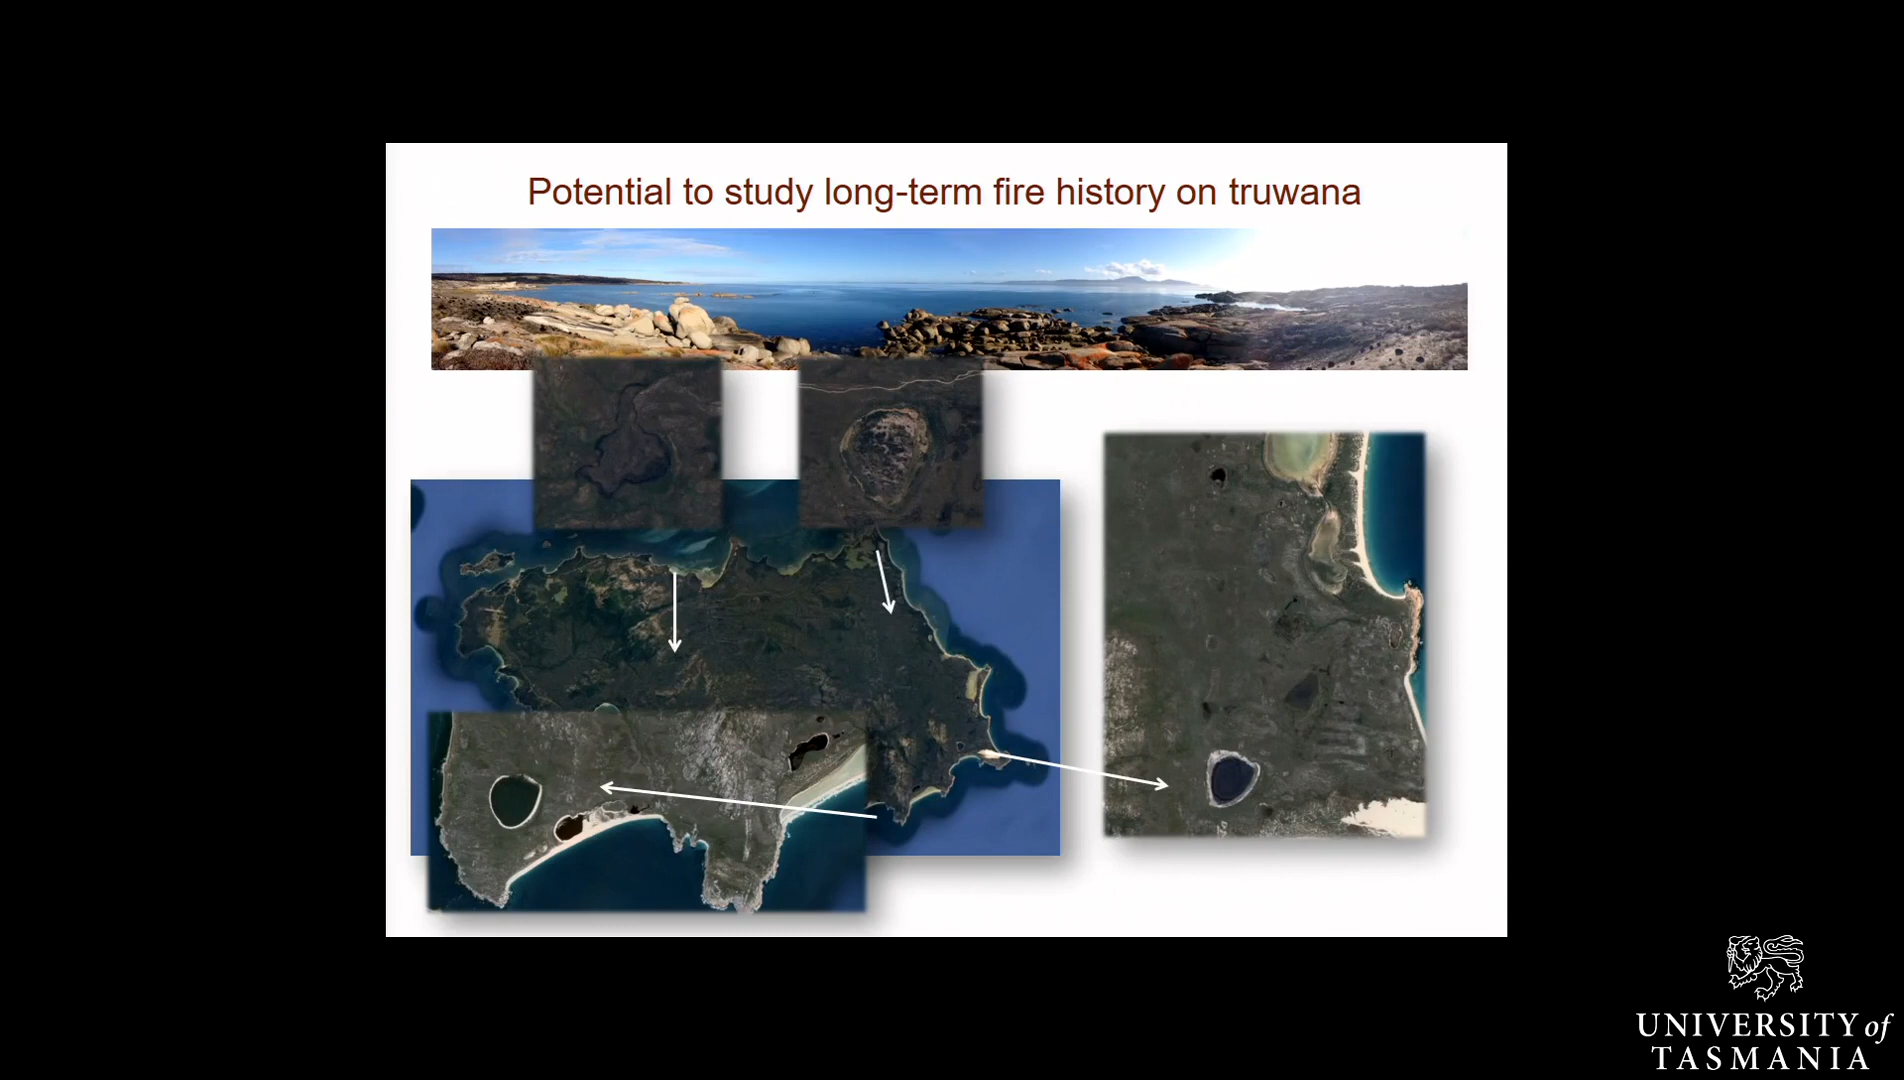 Potential to study long-term fire history on truwana
UNIVERSITY of
TASMANIA